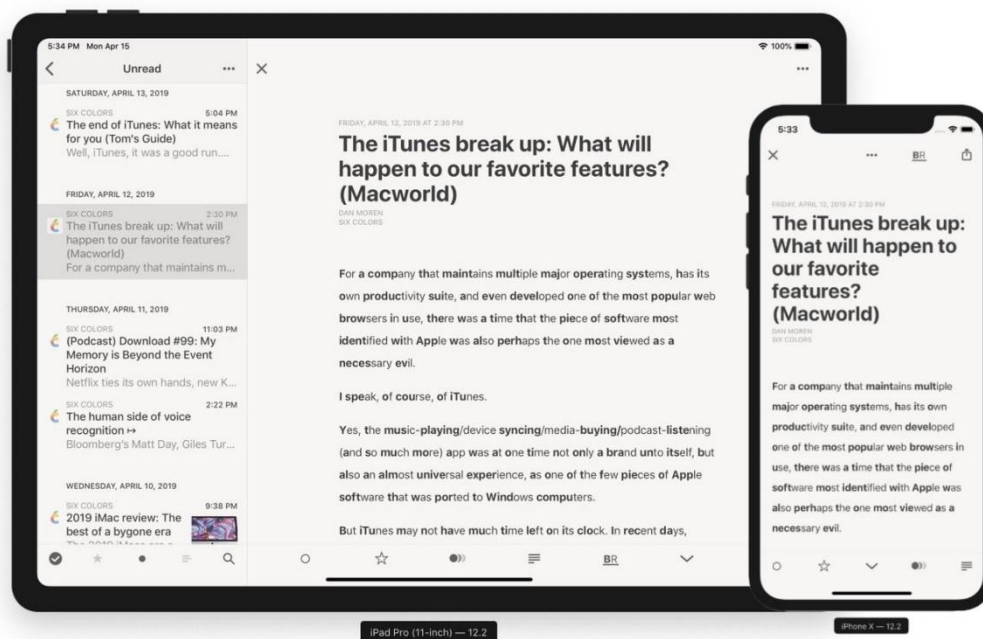 5:34 PM Mon Apr 15
100%
Unread
SATURDAY, APRIL 13, 2019
SIX COLORS 5:04 PM
The end of iTunes: What it means
for you (Tom's Guide)
Well, iTunes, it was a good run....
FRIDAY, APRIL 12, 2019
SIX COLORS 2:30 PM
The iTunes break up: What will
happen to our favorite features?
(Macworld)
For a company that maintains m...
THURSDAY, APRIL 11, 2019
SIX COLORS 11:03 PM
(Podcast) Download #99: My
Memory is Beyond the Event
Horizon
Netflix ties its own hands, new K...
SIX COLORS 2:22 PM
The human side of voice
recognition ↦
Bloomberg's Matt Day, Giles Tur...
WEDNESDAY, APRIL 10, 2019
SIX COLORS 9:38 PM
2019 iMac review: The
best of a bygone era
FRIDAY, APRIL 12, 2019 AT 2:30 PM
The iTunes break up: What will
happen to our favorite features?
(Macworld)
DAN MOREN
SIX COLORS
For a company that maintains multiple major operating systems, has its
own productivity suite, and even developed one of the most popular web
browsers in use, there was a time that the piece of software most
identified with Apple was also perhaps the one most viewed as a
necessary evil.
I speak, of course, of iTunes.
Yes, the music-playing/device syncing/media-buying/podcast-listening
(and so much more) app was at one time not only a brand unto itself, but
also an almost universal experience, as one of the few pieces of Apple
software that was ported to Windows computers.
But iTunes may not have much time left on its clock. In recent days,
BR
iPad Pro (11-inch) — 12.2
5:33
BR
FRIDAY, APRIL 12, 2019 AT 2:30 PM
The iTunes break up:
What will happen to
our favorite
features?
(Macworld)
DAN MOREN
SIX COLORS
For a company that maintains multiple
major operating systems, has its own
productivity suite, and even developed
one of the most popular web browsers in
use, there was a time that the piece of
software most identified with Apple was
also perhaps the one most viewed as a
necessary evil.
iPhone X — 12.2